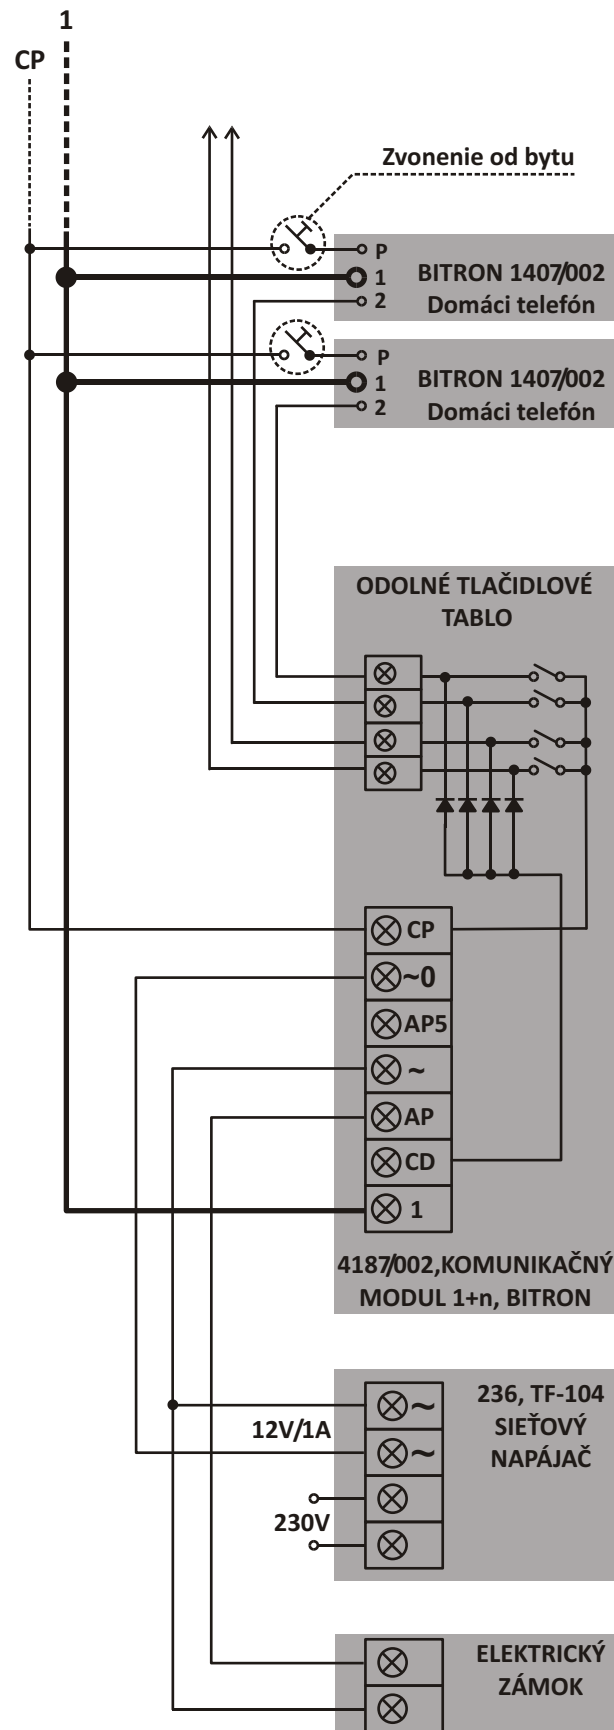 1
CP
Zvonenie od bytu
P
1
2
BITRON 1407/002
Domáci telefón
P
1
2
BITRON 1407/002
Domáci telefón
ODOLNÉ TLAČIDLOVÉ
TABLO
CP
~0
AP5
~
AP
CD
1
4187/002,KOMUNIKAČNÝ
MODUL 1+n, BITRON
236, TF-104
SIEŤOVÝ
NAPÁJAČ
~
12V/1A
~
230V
ELEKTRICKÝ
ZÁMOK